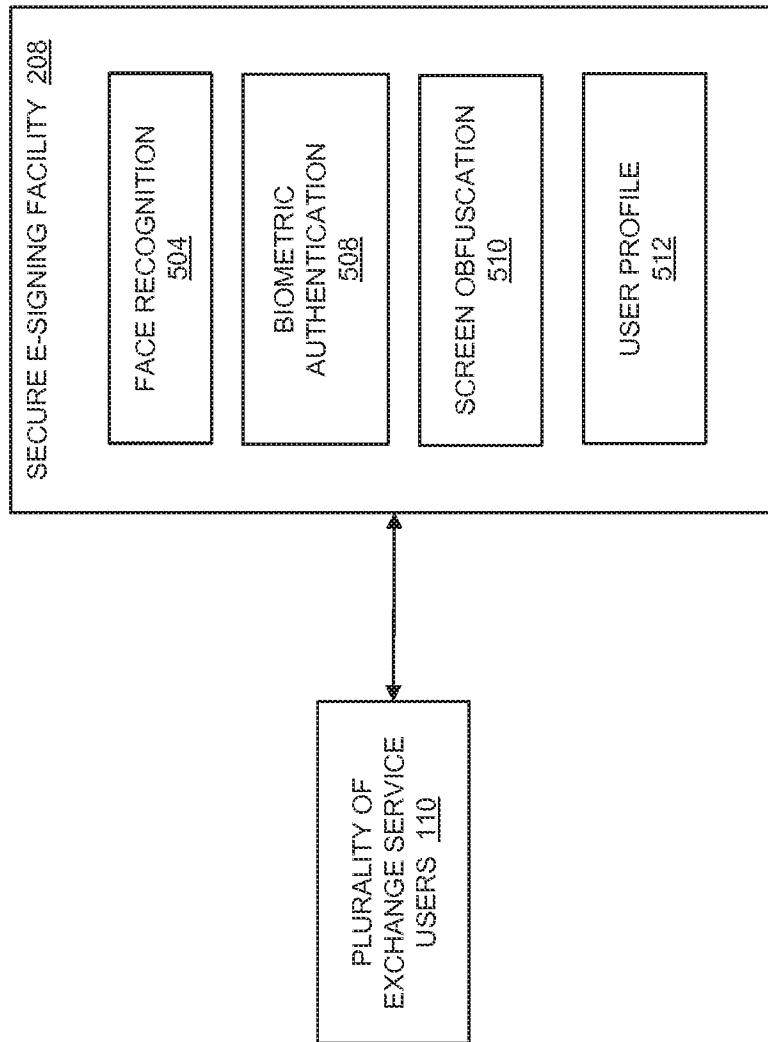 SECURE E-SIGNING FACILITY 208
FACE RECOGNITION
504
BIOMETRIC
AUTHENTICATION
508
SCREEN OBFUSCATION
510
USER PROFILE
512
PLURALITY OF
EXCHANGE SERVICE
USERS 110